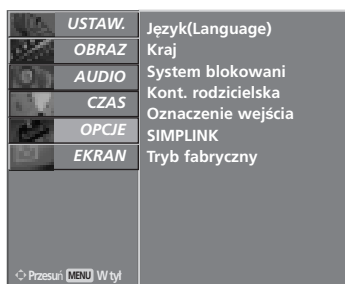 USTAW.
OBRAZ
AUDIO
CZAS
OPCJE
EKRAN
Język(Language)
Kraj
System blokowani
Kont. rodzicielska
Oznaczenie wejścia
SIMPLINK
Tryb fabryczny
Przesuń MENU W tył